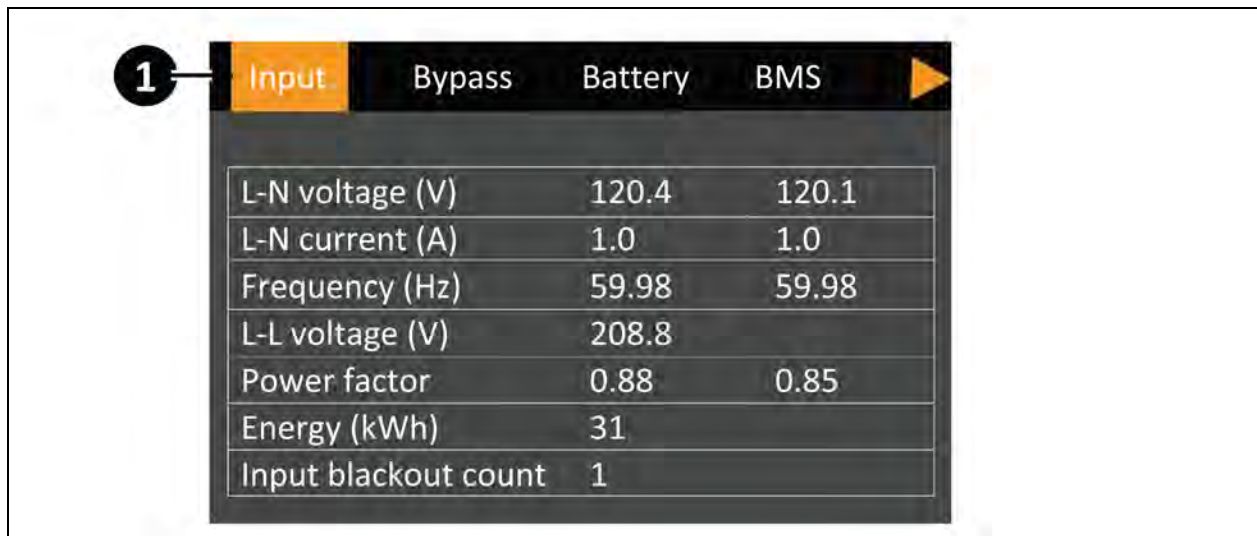 1 Input Bypass Battery BMS
L-N voltage (V) 120.4 120.1
L-N current (A) 1.0 1.0
Frequency (Hz) 59.98 59.98
L-L voltage (V) 208.8
Power factor 0.88 0.85
Energy (kWh) 31
Input blackout count 1